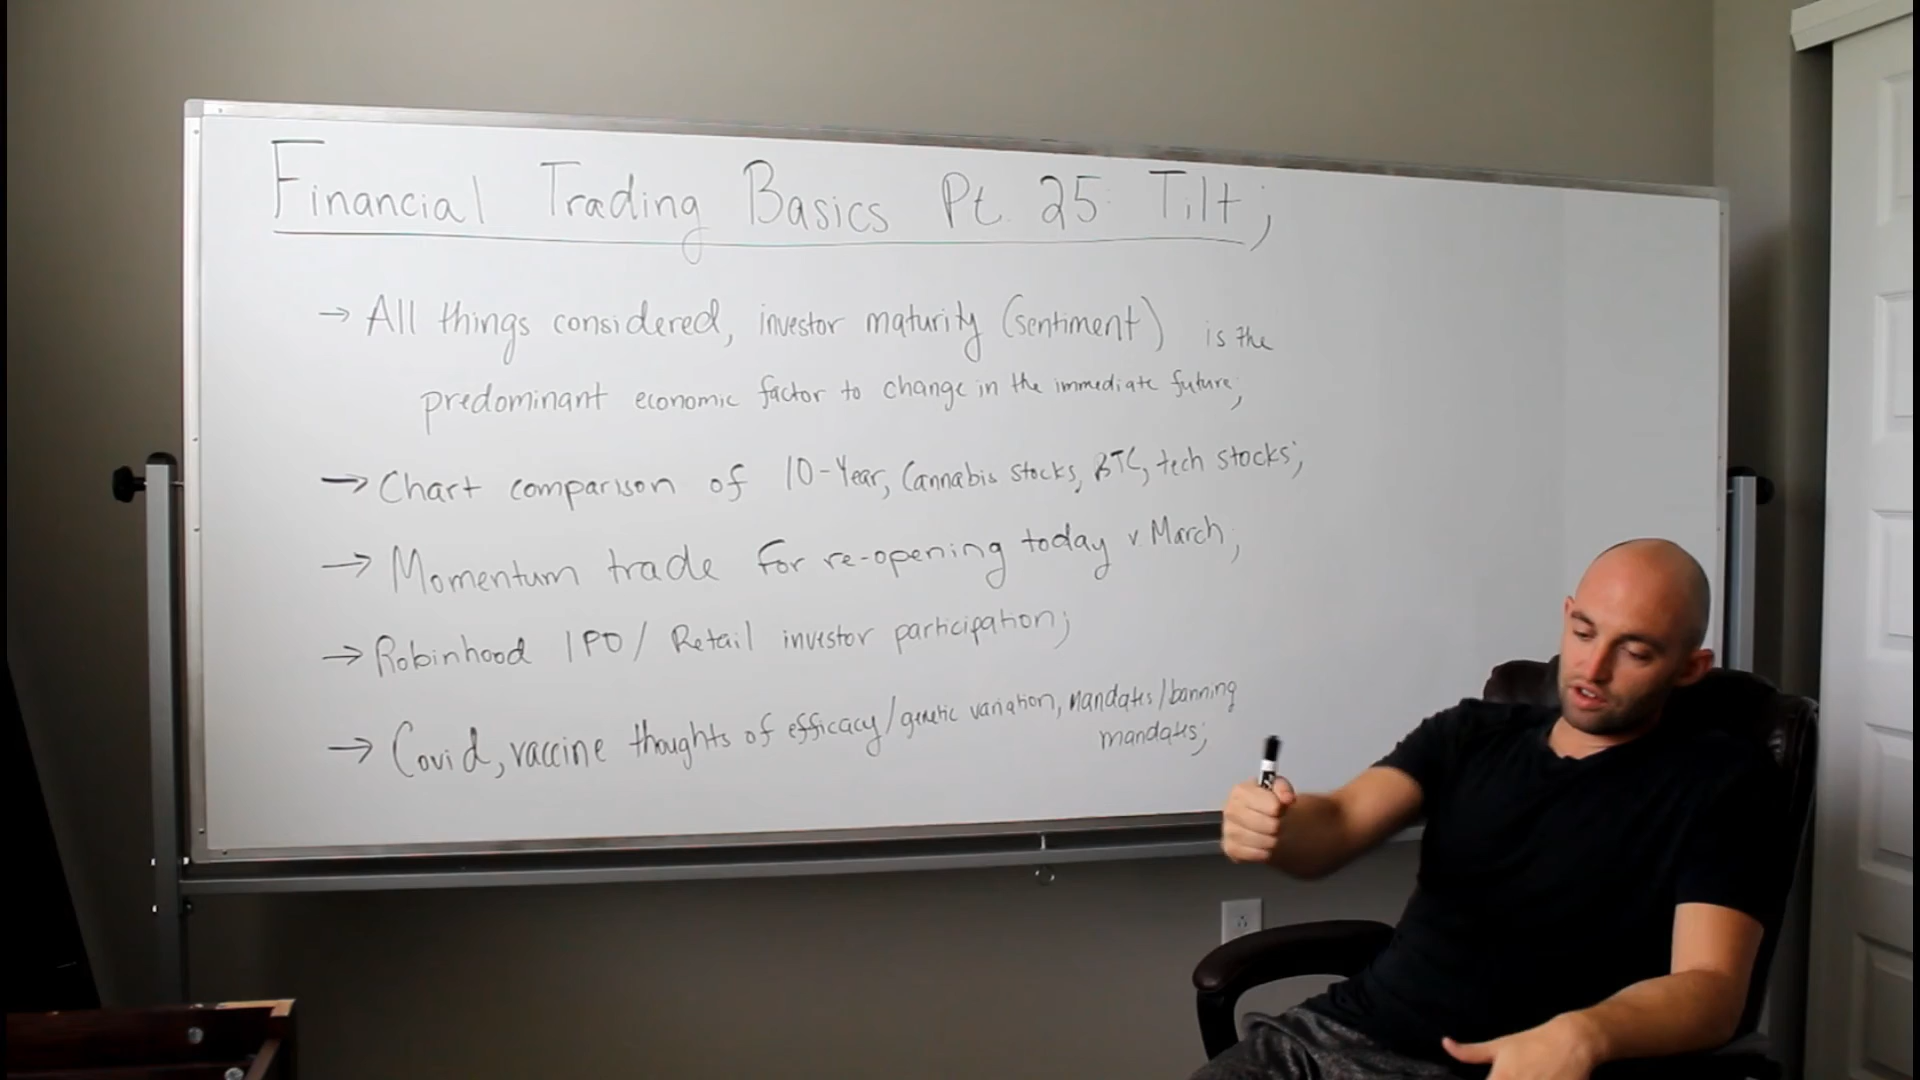 Financial Trading Basics Pt. 25: Tilt;
→ All things considered, investor maturity (sentiment) is the
predominant economic factor to change in the immediate future;
→ Chart comparison of 10-Year, Cannabis stocks, BTC, tech stocks;
→ Momentum trade for re-opening today v March;
→ Robinhood IPO/ Retail investor participation;
→ Covid, vaccine thoughts of efficacy/genetic variation, mandates/banning
mandates;